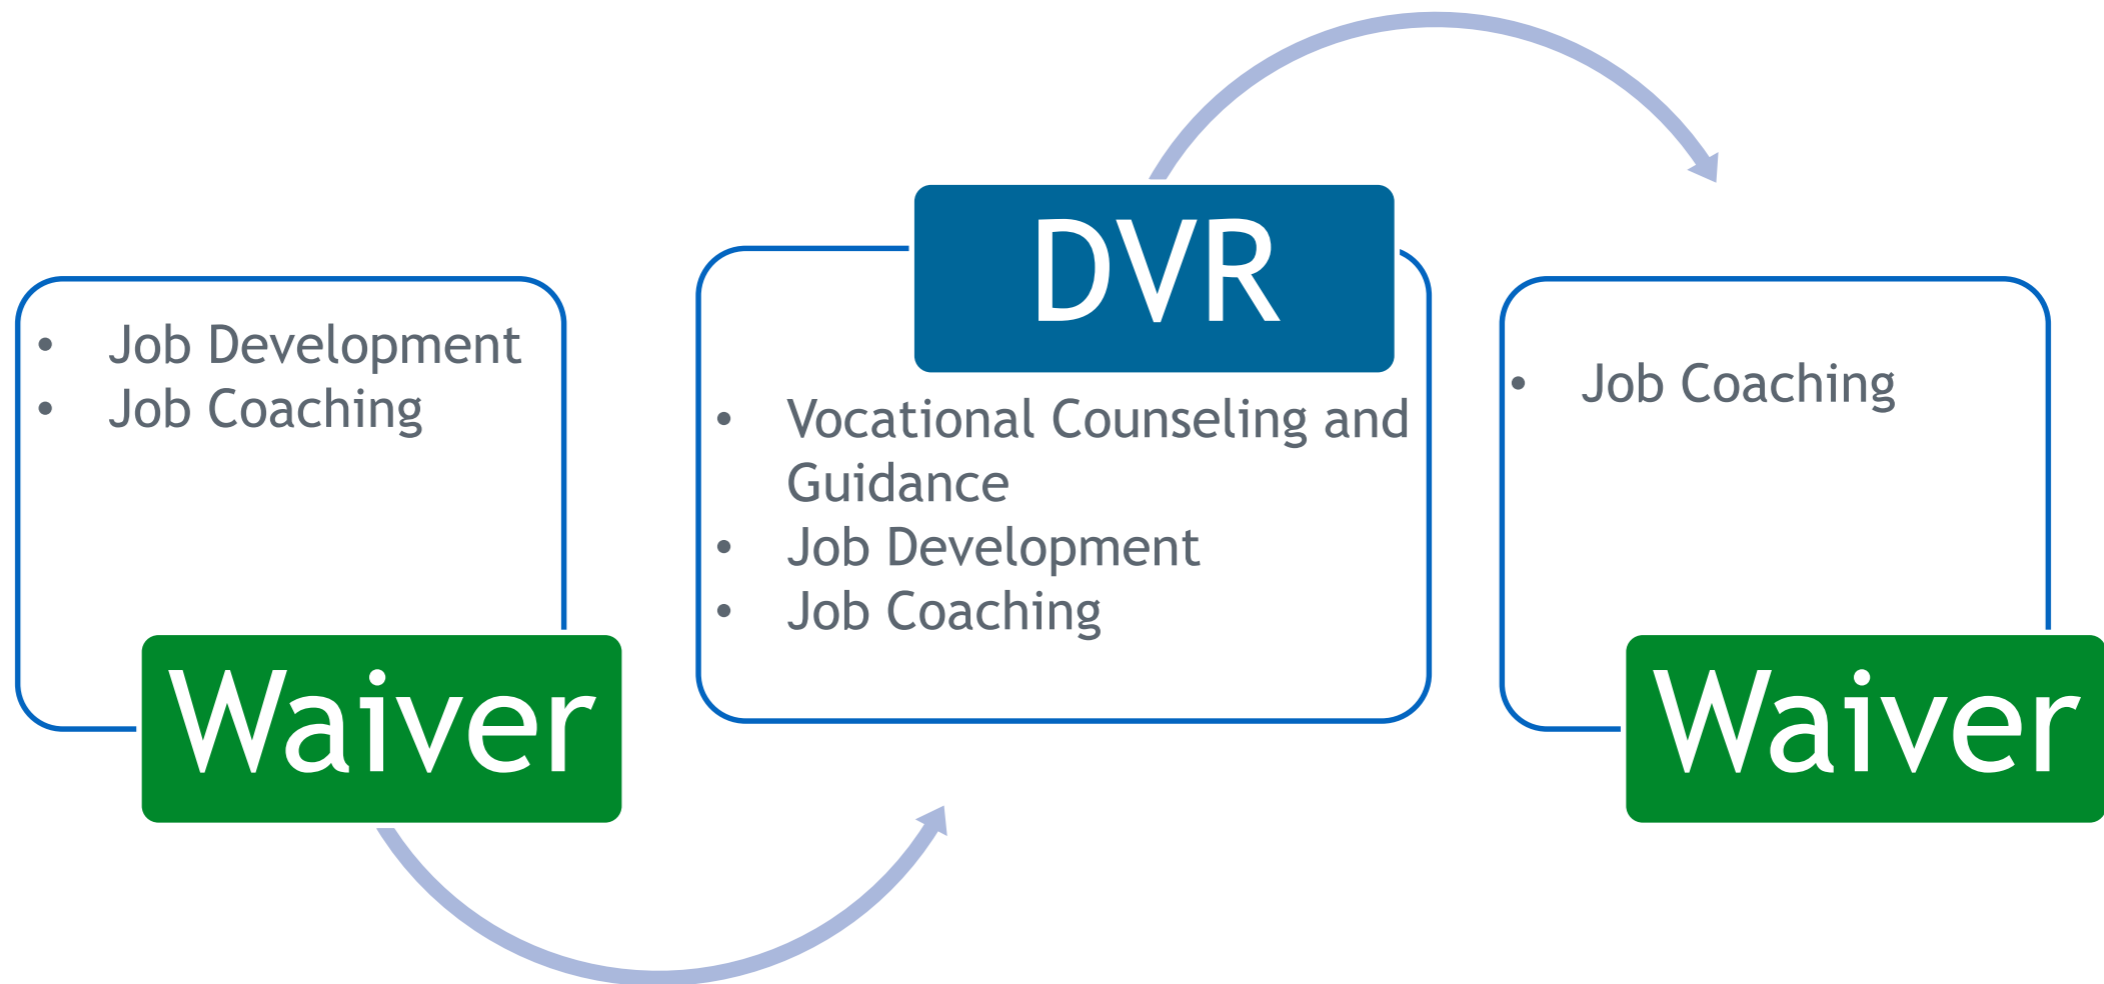 • Job Development
• Job Coaching
Waiver
DVR
• Vocational Counseling and
Guidance
• Job Development
• Job Coaching
• Job Coaching
Waiver